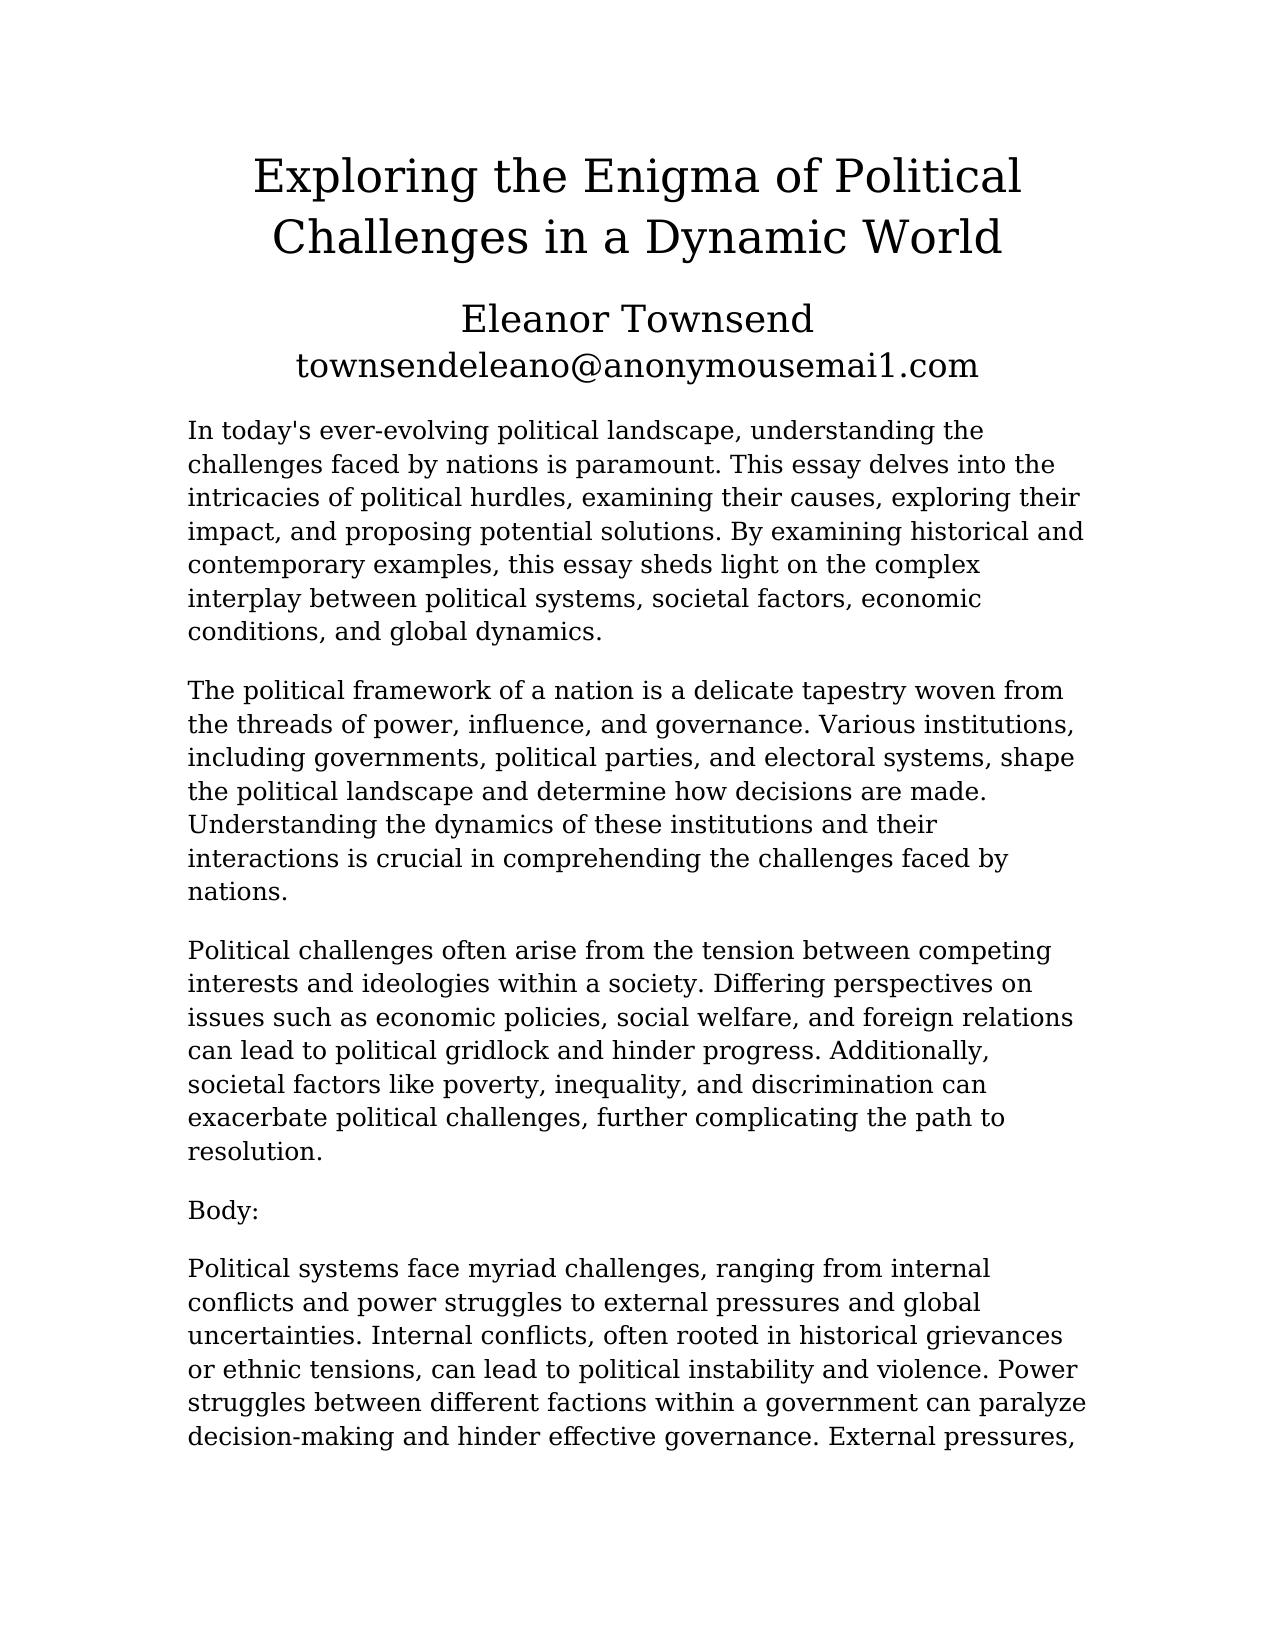 Exploring the Enigma of Political
Challenges in a Dynamic World
Eleanor Townsend
townsendeleano@anonymousemai1.com
In today's ever-evolving political landscape, understanding the
challenges faced by nations is paramount. This essay delves into the
intricacies of political hurdles, examining their causes, exploring their
impact, and proposing potential solutions. By examining historical and
contemporary examples, this essay sheds light on the complex
interplay between political systems, societal factors, economic
conditions, and global dynamics.
The political framework of a nation is a delicate tapestry woven from
the threads of power, influence, and governance. Various institutions,
including governments, political parties, and electoral systems, shape
the political landscape and determine how decisions are made.
Understanding the dynamics of these institutions and their
interactions is crucial in comprehending the challenges faced by
nations.
Political challenges often arise from the tension between competing
interests and ideologies within a society. Differing perspectives on
issues such as economic policies, social welfare, and foreign relations
can lead to political gridlock and hinder progress. Additionally,
societal factors like poverty, inequality, and discrimination can
exacerbate political challenges, further complicating the path to
resolution.
Body:
Political systems face myriad challenges, ranging from internal
conflicts and power struggles to external pressures and global
uncertainties. Internal conflicts, often rooted in historical grievances
or ethnic tensions, can lead to political instability and violence. Power
struggles between different factions within a government can paralyze
decision-making and hinder effective governance. External pressures,